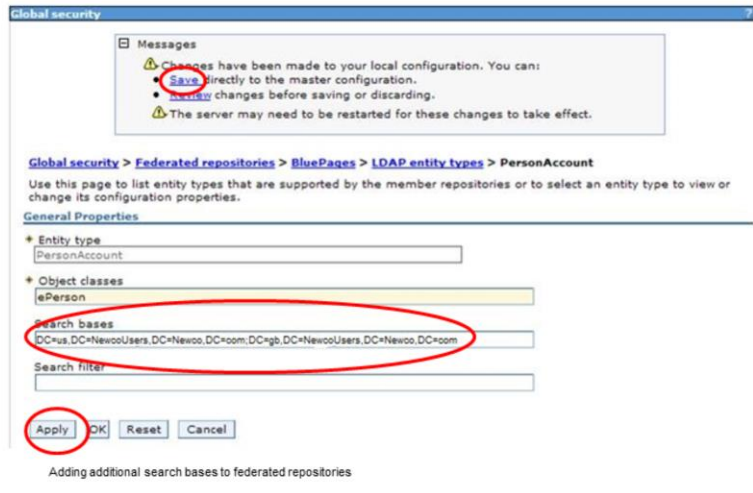 Global security
?
Messages
Changes have been made to your local configuration. You can:
Save directly to the master configuration.
Review changes before saving or discarding.
The server may need to be restarted for these changes to take effect.
Global security > Federated repositories > BluePages > LDAP entity types > PersonAccount
Use this page to list entity types that are supported by the member repositories or to select an entity type to view or
change its configuration properties.
General Properties
Entity type
PersonAccount
Object classes
ePerson
Search bases
DC=us,DC=NewcoUsers,DC=Newco,DC=com;DC=gb,DC=NewcoUsers,DC=Newco,DC=com
Search filter
Apply OK Reset Cancel
Adding additional search bases to federated repositories